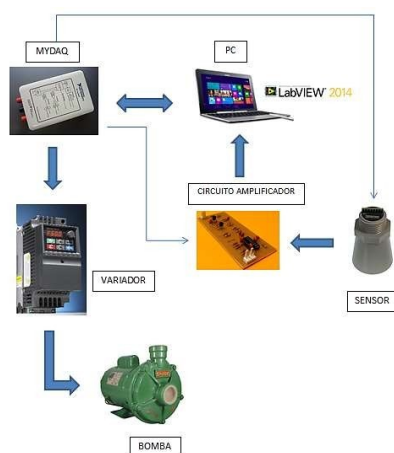 MYDAQ
PC
LabVIEW 2014
CIRCUITO AMPLIFICADOR
VARIADOR
SENSOR
BOMBA